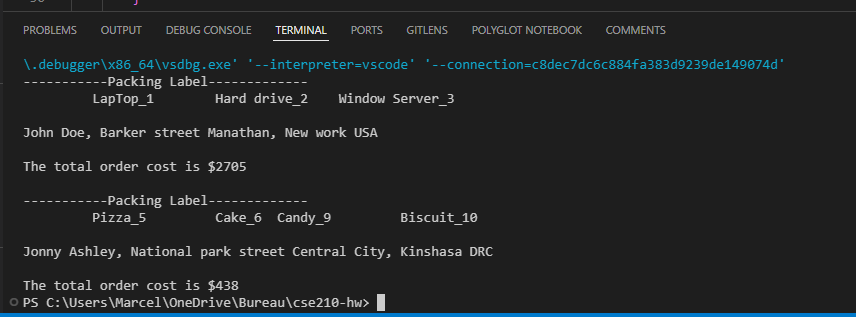 PROBLEMS OUTPUT DEBUG CONSOLE TERMINAL PORTS GITLENS POLYGLOT NOTEBOOK COMMENTS
\.debugger\x86_64\vsdbg.exe' '--interpreter=vscode' '--connection=c8dec7dc6c884fa383d9239de149074d'
-----------Packing Label-------------
LapTop_1 Hard drive_2 Window Server_3
John Doe, Barker street Manathan, New work USA
The total order cost is $2705
-----------Packing Label-------------
Pizza_5 Cake_6 Candy_9 Biscuit_10
Jonny Ashley, National park street Central City, Kinshasa DRC
The total order cost is $438
PS C:\Users\Marcel\OneDrive\Bureau\cse210-hw>